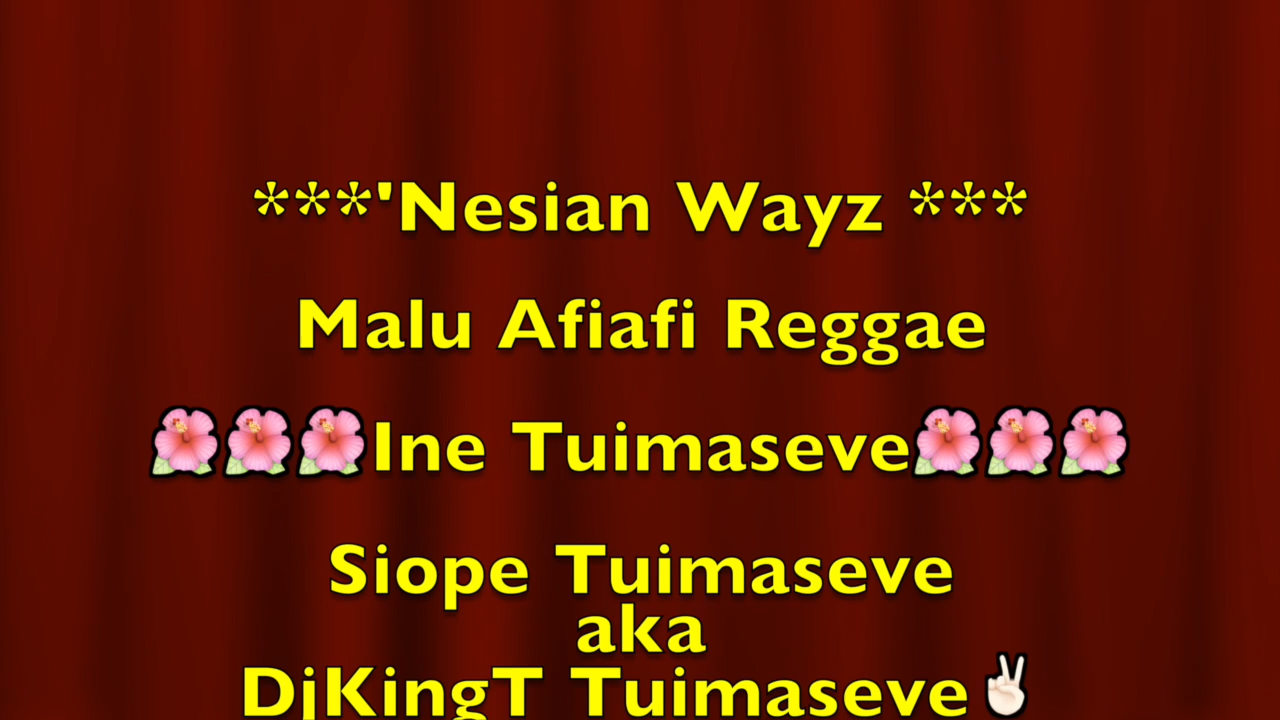 ***'Nesian Wayz ***
Malu Afiafi Reggae
🌺🌺🌺Ine Tuimaseve🌺🌺🌺
Siope Tuimaseve
aka
DjKingT Tuimaseve✌🏻